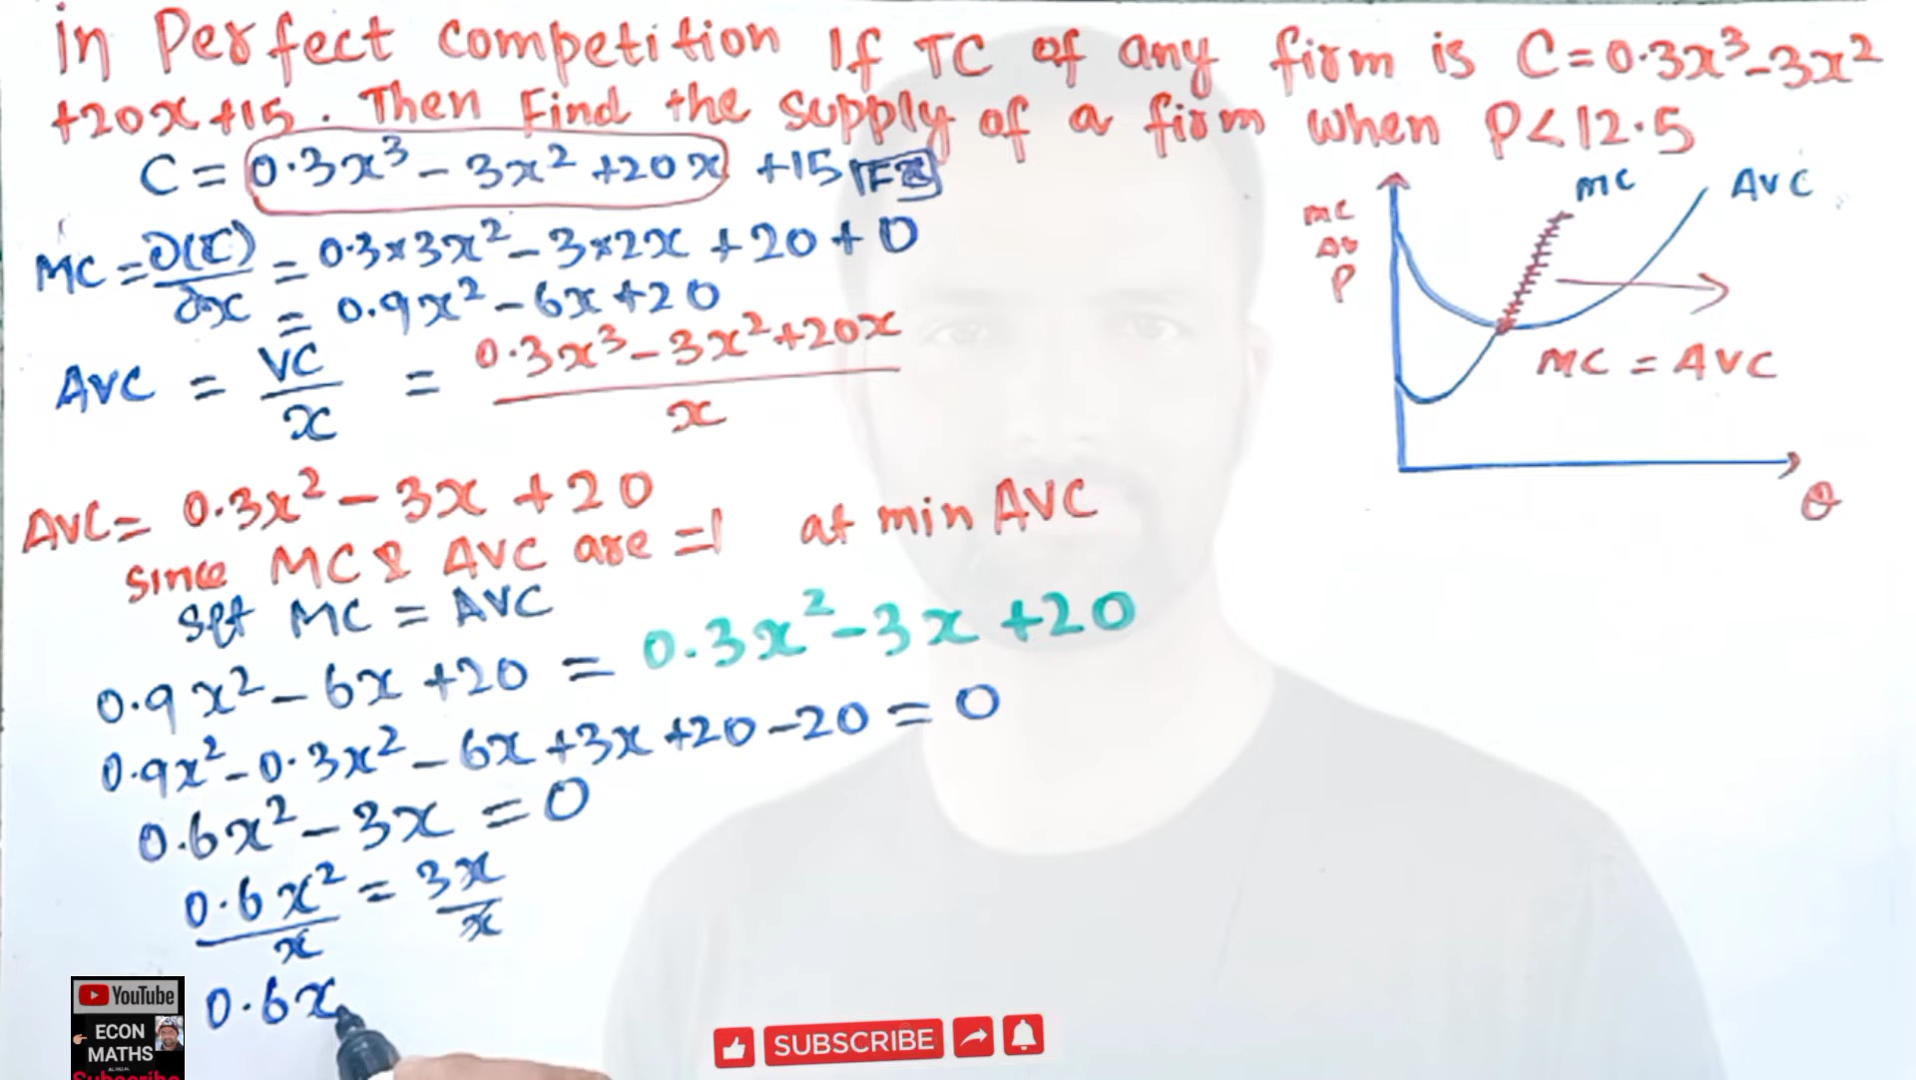 In Perfect competition If TC of any firm is C=0.3x³-3x²
+20x+15. Then Find the supply of a firm when P<12.5
C = 0.3x³ - 3x² +20x +15
MC = ∂(C)/∂x = 0.3×3x² - 3×2x + 20 + 0
= 0.9x² - 6x + 20
AVC = VC/x = 0.3x³ - 3x² + 20x / x
AVC = 0.3x² - 3x + 20
Since MC & AVC are =l at min AVC
Set MC = AVC
0.9x² - 6x + 20 = 0.3x² - 3x + 20
0.9x² - 0.3x² - 6x + 3x + 20 - 20 = 0
0.6x² - 3x = 0
0.6x²/x = 3x/x
0.6x
MC
P
MC
AVC
MC = AVC
YouTube
ECON
MATHS
Subscribe
SUBSCRIBE